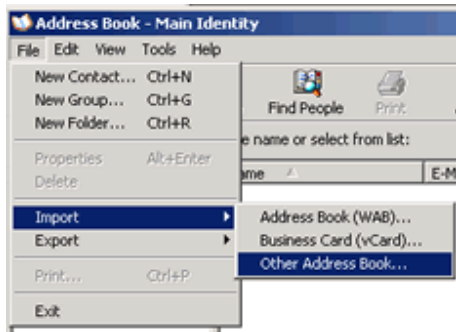 Address Book - Main Identity
File Edit View Tools Help
New Contact... Ctrl+N
New Group... Ctrl+G
New Folder... Ctrl+R
Properties Alt+Enter
Delete
Import
Export
Print... Ctrl+P
Exit
Find People Print
e name or select from list:
ame E-M
Address Book (WAB)...
Business Card (vCard)...
Other Address Book...